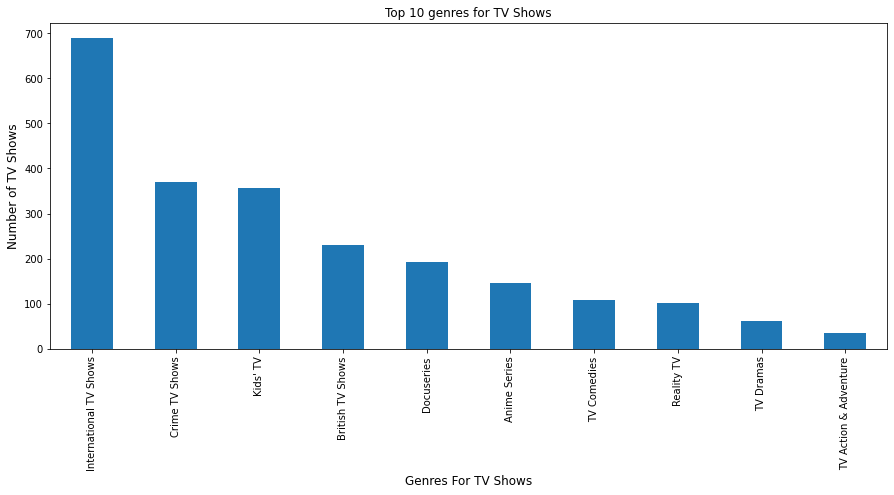 Top 10 genres for TV Shows
Number of TV Shows
700
600
500
400
300
200
100
0
International TV Shows
Crime TV Shows
Kids' TV
British TV Shows
Docuseries
Anime Series
TV Comedies
Reality TV
TV Dramas
TV Action & Adventure
Genres For TV Shows